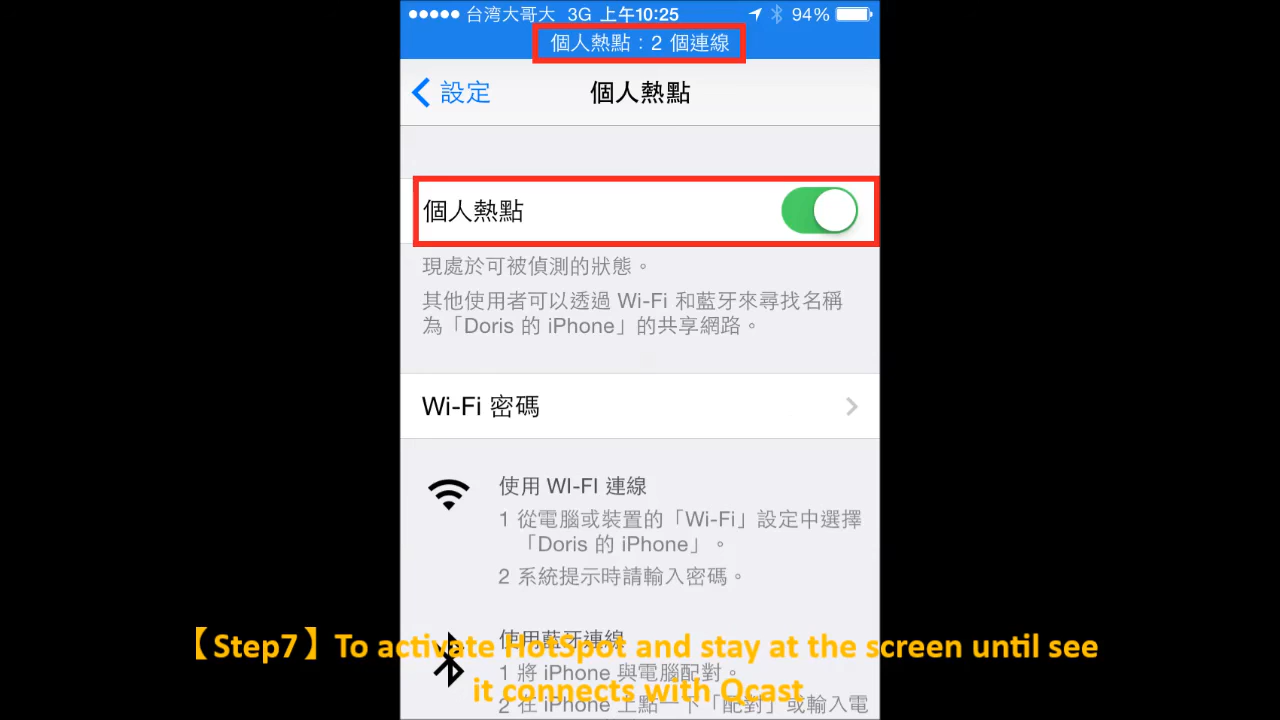 台湾大哥大 3G 上午10:25 94%
個人熱點：2 個連線
設定 個人熱點
個人熱點
現處於可被偵測的狀態。
其他使用者可以透過 Wi-Fi 和藍牙來尋找名稱
為「Doris 的 iPhone」的共享網路。
Wi-Fi 密碼
使用 WI-FI 連線
1 從電腦或裝置的「Wi-Fi」設定中選擇
「Doris 的 iPhone」。
2 系統提示時請輸入密碼。
使用藍牙連線
【Step7】To activate HotSpot and stay at the screen until see
1 將 iPhone 與電腦配對。
it connects with Qcast
2 在 iPhone 上點一下「配對」或輸入電